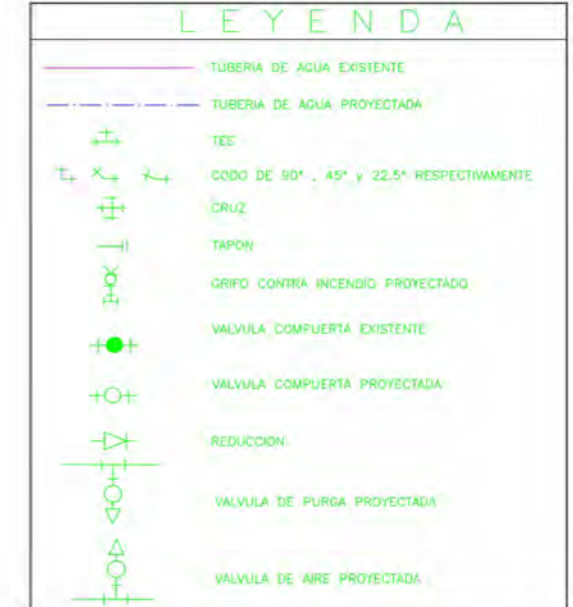 LEYENDA
TUBERIA DE AGUA EXISTENTE
TUBERIA DE AGUA PROYECTADA
TEE
CODO DE 90° , 45° y 22.5° RESPECTIVAMENTE
CRUZ
TAPON
GRIFO CONTRA INCENDIO PROYECTADO
VALVULA COMPUERTA EXISTENTE
VALVULA COMPUERTA PROYECTADA
REDUCCION
VALVULA DE PURGA PROYECTADA
VALVULA DE AIRE PROYECTADA